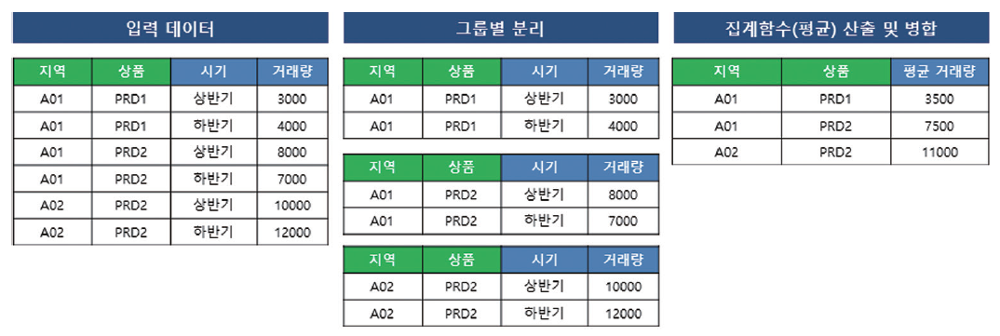 입력 데이터
지역 상품 시기 거래량
A01 PRD1 상반기 3000
A01 PRD1 하반기 4000
A01 PRD2 상반기 8000
A01 PRD2 하반기 7000
A02 PRD2 상반기 10000
A02 PRD2 하반기 12000
그룹별 분리
지역 상품 시기 거래량
A01 PRD1 상반기 3000
A01 PRD1 하반기 4000
지역 상품 시기 거래량
A01 PRD2 상반기 8000
A01 PRD2 하반기 7000
지역 상품 시기 거래량
A02 PRD2 상반기 10000
A02 PRD2 하반기 12000
집계함수(평균) 산출 및 병합
지역 상품 평균 거래량
A01 PRD1 3500
A01 PRD2 7500
A02 PRD2 11000